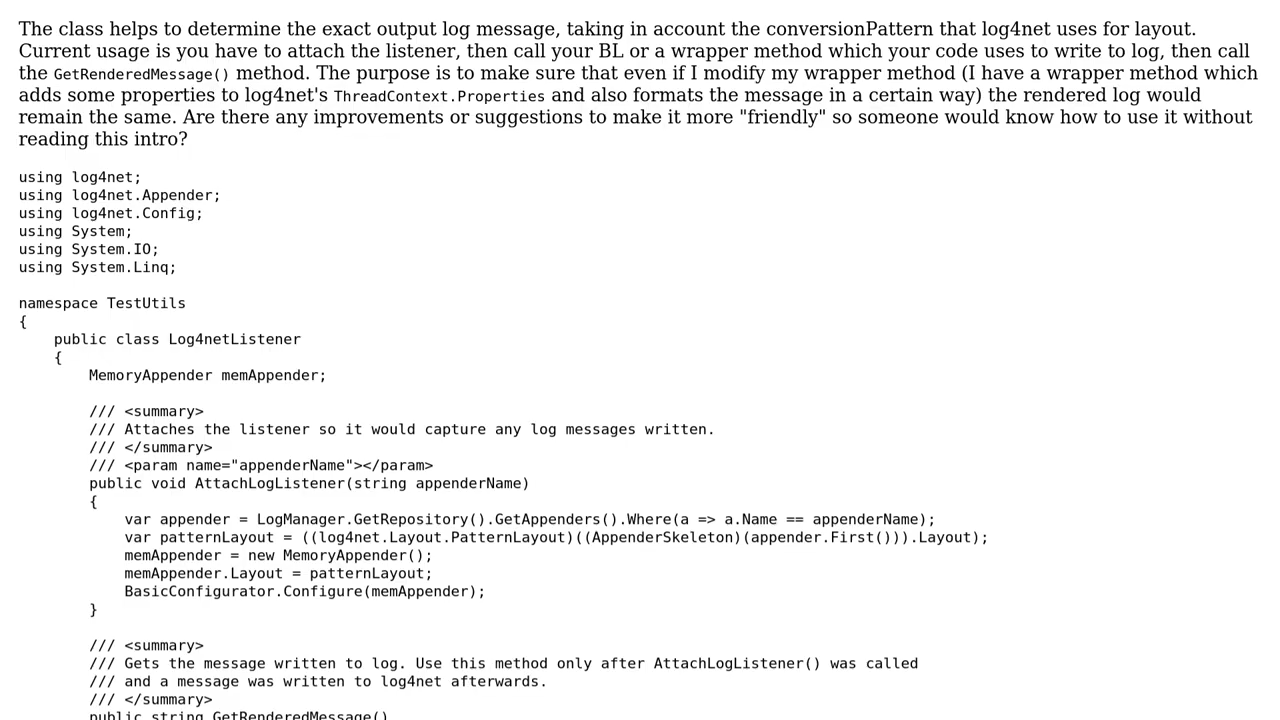 The class helps to determine the exact output log message, taking in account the conversionPattern that log4net uses for layout.
Current usage is you have to attach the listener, then call your BL or a wrapper method which your code uses to write to log, then call
the GetRenderedMessage() method. The purpose is to make sure that even if I modify my wrapper method (I have a wrapper method which
adds some properties to log4net's ThreadContext.Properties and also formats the message in a certain way) the rendered log would
remain the same. Are there any improvements or suggestions to make it more "friendly" so someone would know how to use it without
reading this intro?

using log4net;
using log4net.Appender;
using log4net.Config;
using System;
using System.IO;
using System.Linq;

namespace TestUtils
{
    public class Log4netListener
    {
        MemoryAppender memAppender;

        /// <summary>
        /// Attaches the listener so it would capture any log messages written.
        /// </summary>
        /// <param name="appenderName"></param>
        public void AttachLogListener(string appenderName)
        {
            var appender = LogManager.GetRepository().GetAppenders().Where(a => a.Name == appenderName);
            var patternLayout = ((log4net.Layout.PatternLayout)((AppenderSkeleton)(appender.First())).Layout);
            memAppender = new MemoryAppender();
            memAppender.Layout = patternLayout;
            BasicConfigurator.Configure(memAppender);
        }

        /// <summary>
        /// Gets the message written to log. Use this method only after AttachLogListener() was called
        /// and a message was written to log4net afterwards.
        /// </summary>
        public string GetRenderedMessage()